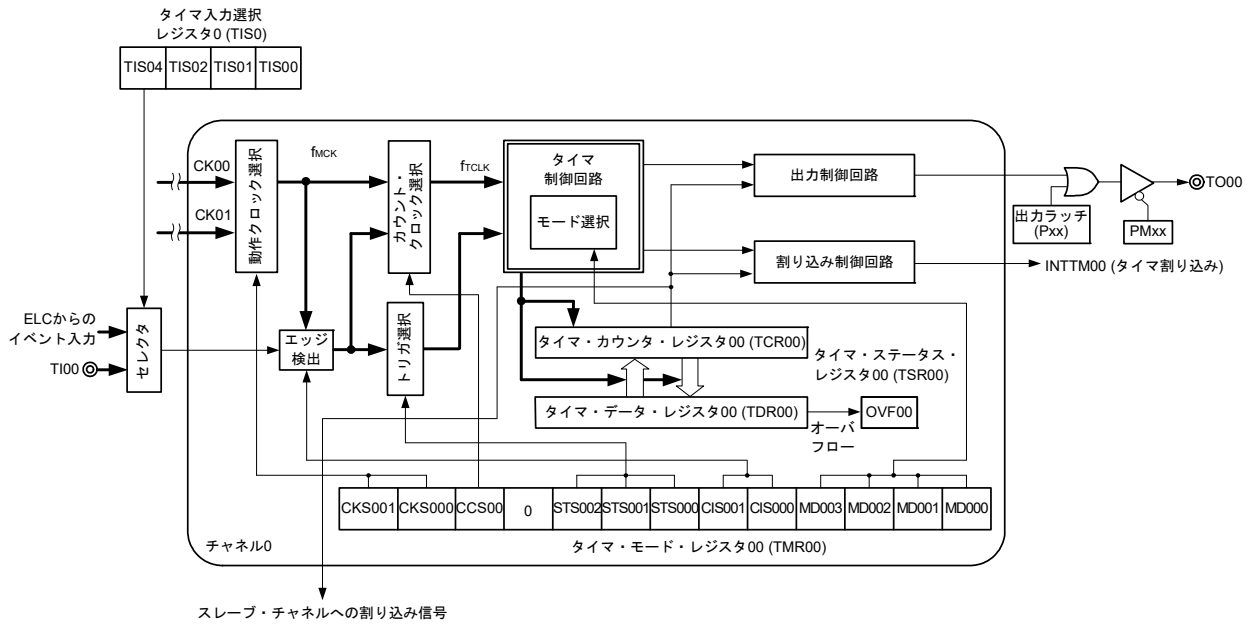 タイマ入力選択
レジスタ0 (TIS0)
TIS04 TIS02 TIS01 TIS00
CK00
CK01
動作クロック選択
fMCK
カウント・
クロック選択
fTCLK
タイマ
制御回路
モード選択
出力制御回路
出力ラッチ
(Pxx)
PMxx
TO00
割り込み制御回路
INTTM00 (タイマ割り込み)
ELCからの
イベント入力
TI00
セレクタ
エッジ
検出
トリガ選択
タイマ・カウンタ・レジスタ00 (TCR00)
タイマ・ステータス・
レジスタ00 (TSR00)
タイマ・データ・レジスタ00 (TDR00)
OVF00
オーバ
フロー
CKS001 CKS000 CCS00 0 STS002 STS001 STS000 CIS001 CIS000 MD003 MD002 MD001 MD000
チャネル0
タイマ・モード・レジスタ00 (TMR00)
スレーブ・チャネルへの割り込み信号